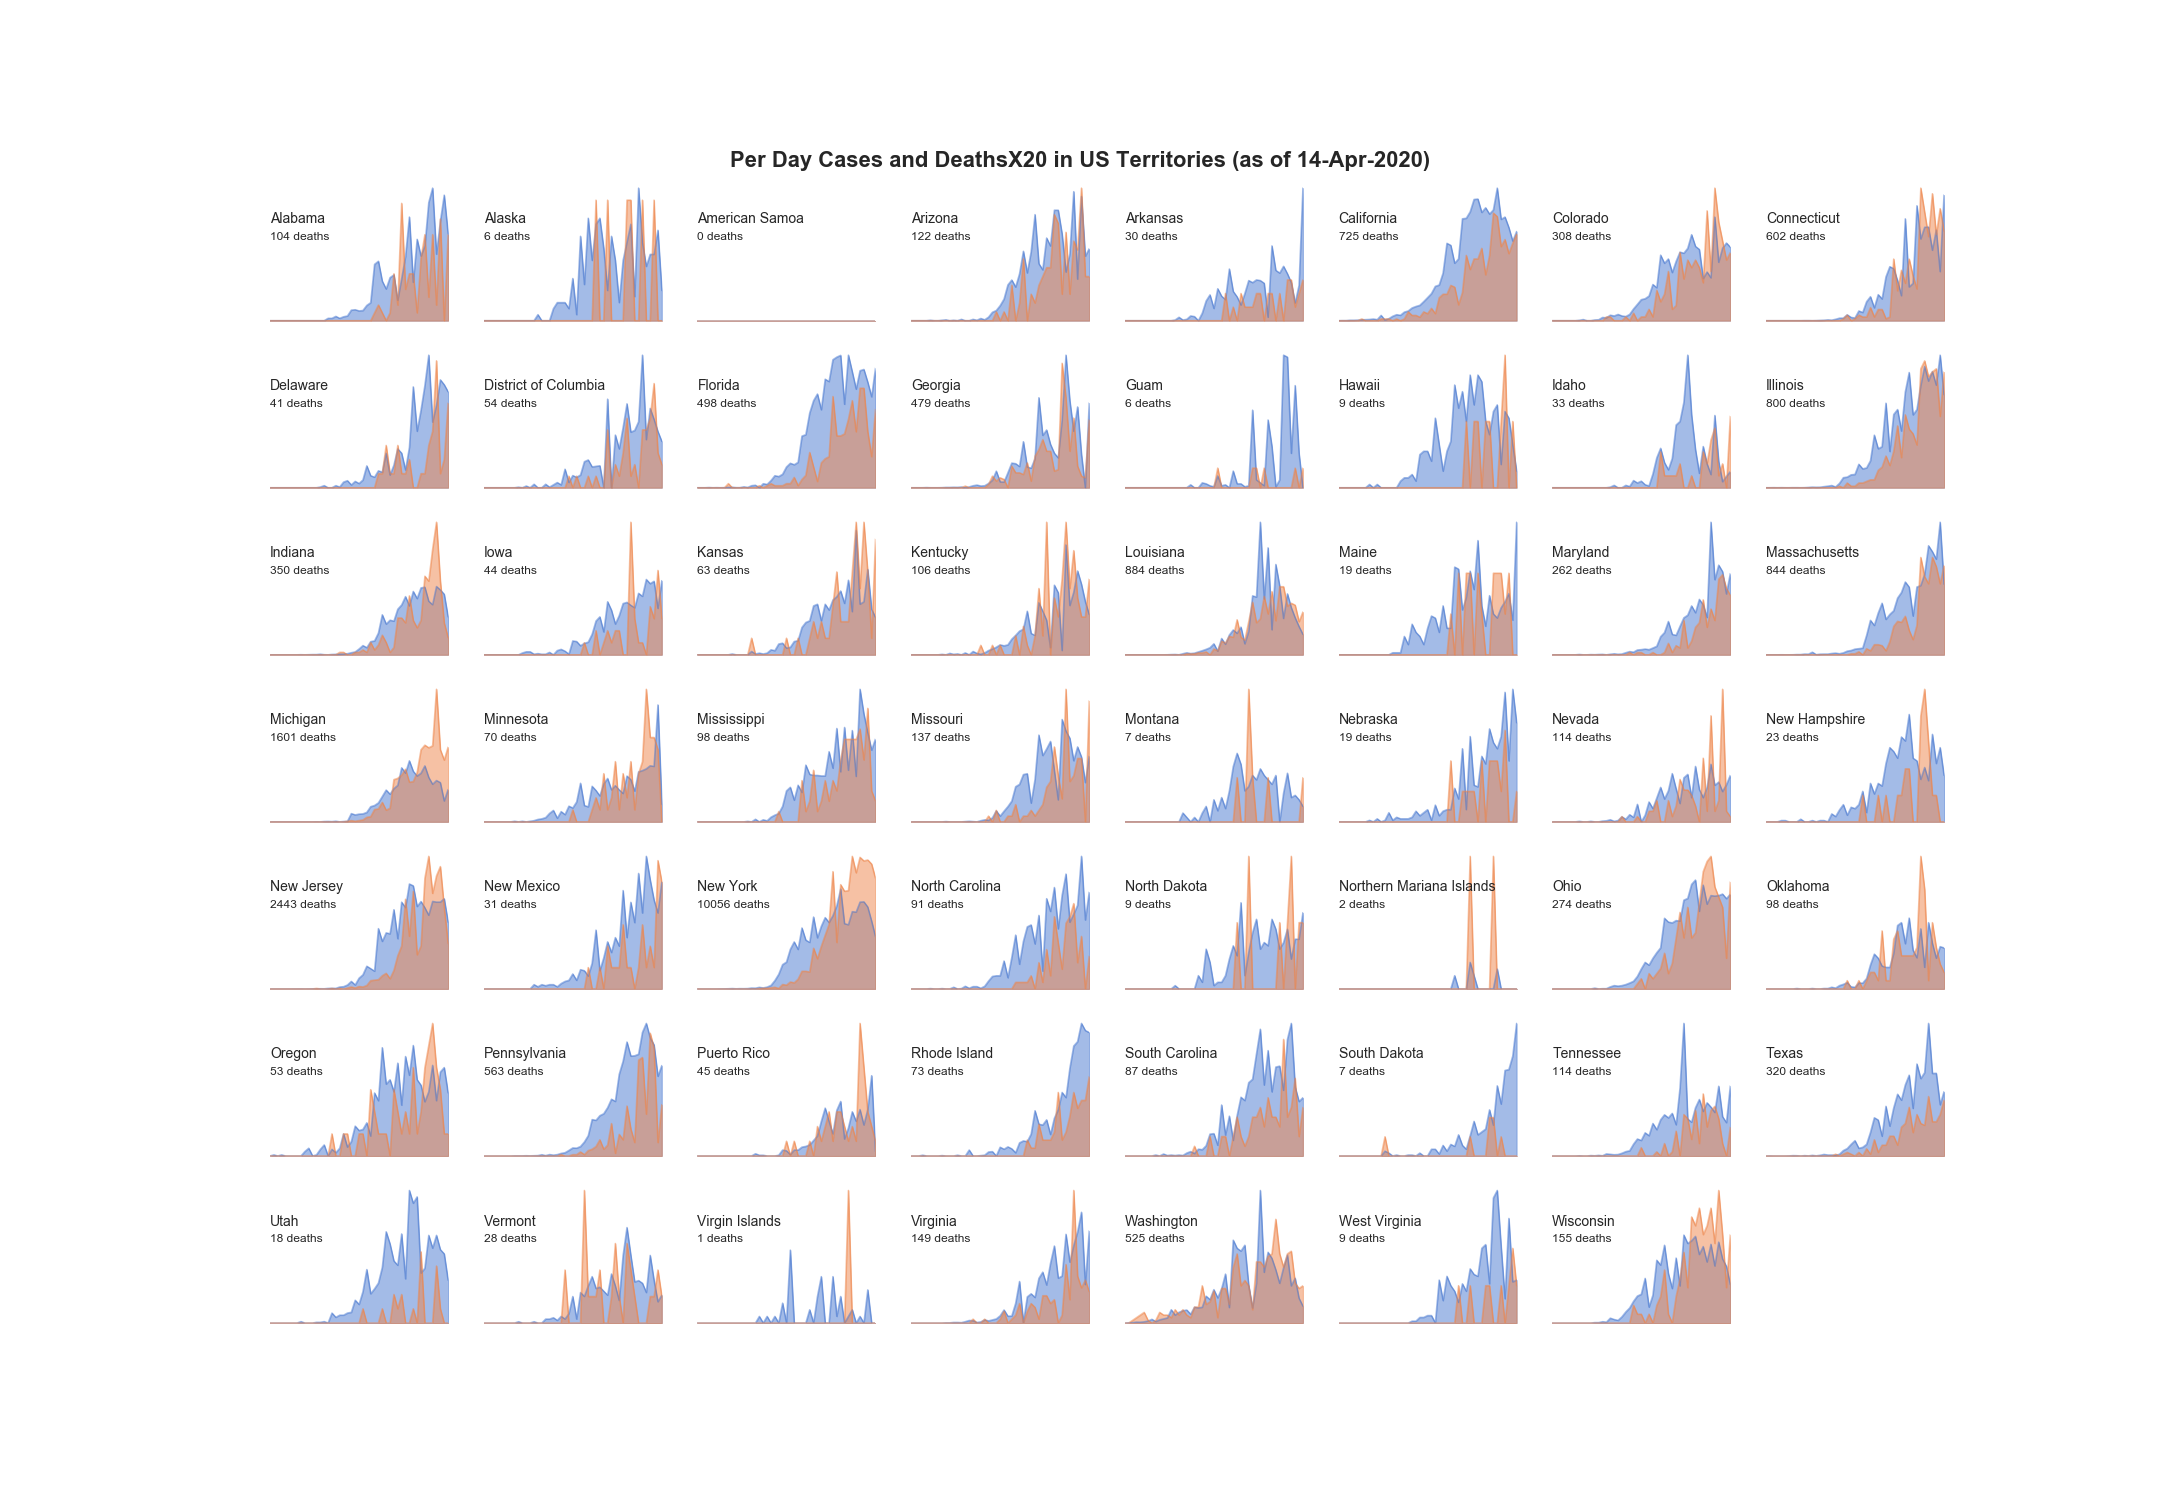 Per Day Cases and DeathsX20 in US Territories (as of 14-Apr-2020)
Alabama
104 deaths
Alaska
6 deaths
American Samoa
0 deaths
Arizona
122 deaths
Arkansas
30 deaths
California
725 deaths
Colorado
308 deaths
Connecticut
602 deaths
Delaware
41 deaths
District of Columbia
54 deaths
Florida
498 deaths
Georgia
479 deaths
Guam
6 deaths
Hawaii
9 deaths
Idaho
33 deaths
Illinois
800 deaths
Indiana
350 deaths
Iowa
44 deaths
Kansas
63 deaths
Kentucky
106 deaths
Louisiana
884 deaths
Maine
19 deaths
Maryland
262 deaths
Massachusetts
844 deaths
Michigan
1601 deaths
Minnesota
70 deaths
Mississippi
98 deaths
Missouri
137 deaths
Montana
7 deaths
Nebraska
19 deaths
Nevada
114 deaths
New Hampshire
23 deaths
New Jersey
2443 deaths
New Mexico
31 deaths
New York
10056 deaths
North Carolina
91 deaths
North Dakota
9 deaths
Northern Mariana Islands
2 deaths
Ohio
274 deaths
Oklahoma
98 deaths
Oregon
53 deaths
Pennsylvania
563 deaths
Puerto Rico
45 deaths
Rhode Island
73 deaths
South Carolina
87 deaths
South Dakota
7 deaths
Tennessee
114 deaths
Texas
320 deaths
Utah
18 deaths
Vermont
28 deaths
Virgin Islands
1 deaths
Virginia
149 deaths
Washington
525 deaths
West Virginia
9 deaths
Wisconsin
155 deaths